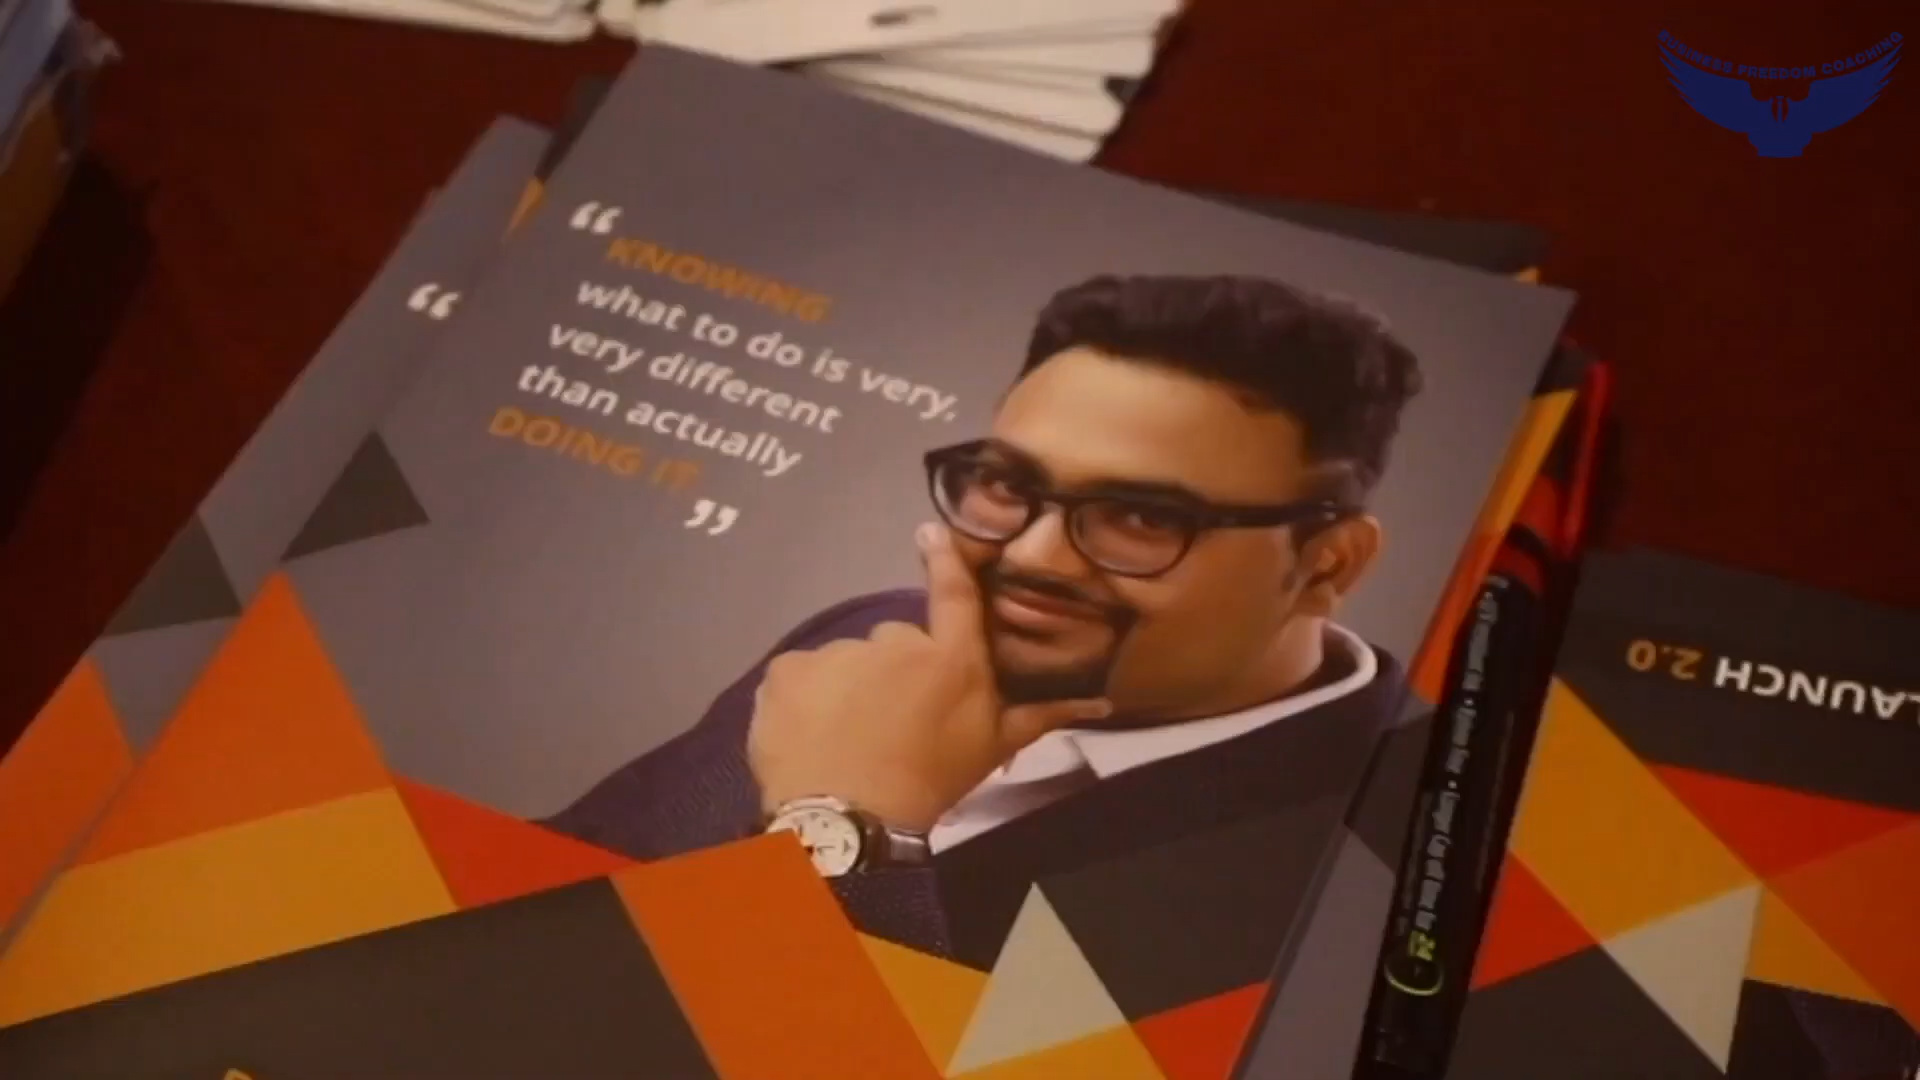 BUSINESS FREEDOM COACHING
“
KNOWING
what to do is very,
very different
than actually
DOING IT
”
“
LAUNCH 2.0